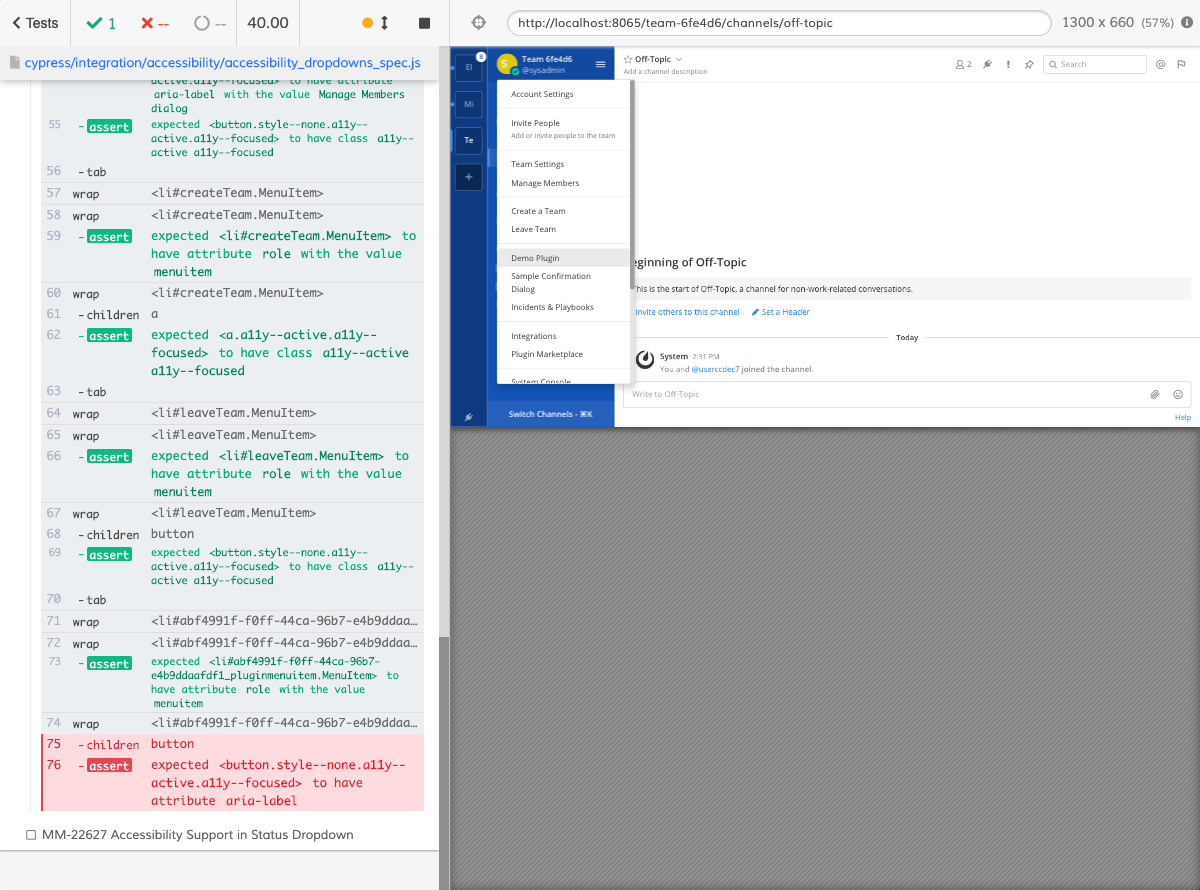 Tests
1
--
--
40.00
http://localhost:8065/team-6fe4d6/channels/off-topic
1300 x 660 (57%)
cypress/integration/accessibility/accessibility_dropdowns_spec.js
active.a11y--focused> to have attribute
aria-label with the value Manage Members
dialog
55 -assert expected <button.style--none.a11y--
active.a11y--focused> to have class a11y--
active a11y--focused
56 -tab
57 wrap <li#createTeam.MenuItem>
58 wrap <li#createTeam.MenuItem>
59 -assert expected <li#createTeam.MenuItem> to
have attribute role with the value
menuitem
60 wrap <li#createTeam.MenuItem>
61 -children a
62 -assert expected <a.a11y--active.a11y--
focused> to have class a11y--active
a11y--focused
63 -tab
64 wrap <li#leaveTeam.MenuItem>
65 wrap <li#leaveTeam.MenuItem>
66 -assert expected <li#leaveTeam.MenuItem> to
have attribute role with the value
menuitem
67 wrap <li#leaveTeam.MenuItem>
68 -children button
69 -assert expected <button.style--none.a11y--
active.a11y--focused> to have class a11y--
active a11y--focused
70 -tab
71 wrap <li#abf4991f-f0ff-44ca-96b7-e4b9ddaa…
72 wrap <li#abf4991f-f0ff-44ca-96b7-e4b9ddaa…
73 -assert expected <li#abf4991f-f0ff-44ca-96b7-
e4b9ddaafdf1_pluginmenuitem.MenuItem> to
have attribute role with the value
menuitem
74 wrap <li#abf4991f-f0ff-44ca-96b7-e4b9ddaa…
75 -children button
76 -assert expected <button.style--none.a11y--
active.a11y--focused> to have
attribute aria-label
MM-22627 Accessibility Support in Status Dropdown
El
8
Mi
Te
+
S
Team 6fe4d6
@sysadmin
Account Settings
Invite People
Add or invite people to the team
Team Settings
Manage Members
Create a Team
Leave Team
Demo Plugin
Sample Confirmation
Dialog
Incidents & Playbooks
Integrations
Plugin Marketplace
System Console
Switch Channels - ⌘K
Off-Topic
Add a channel description
2
Search
@
eginning of Off-Topic
his is the start of Off-Topic, a channel for non-work-related conversations.
Invite others to this channel
Set a Header
Today
System 2:31 PM
You and @userccdec7 joined the channel.
Write to Off-Topic
Help